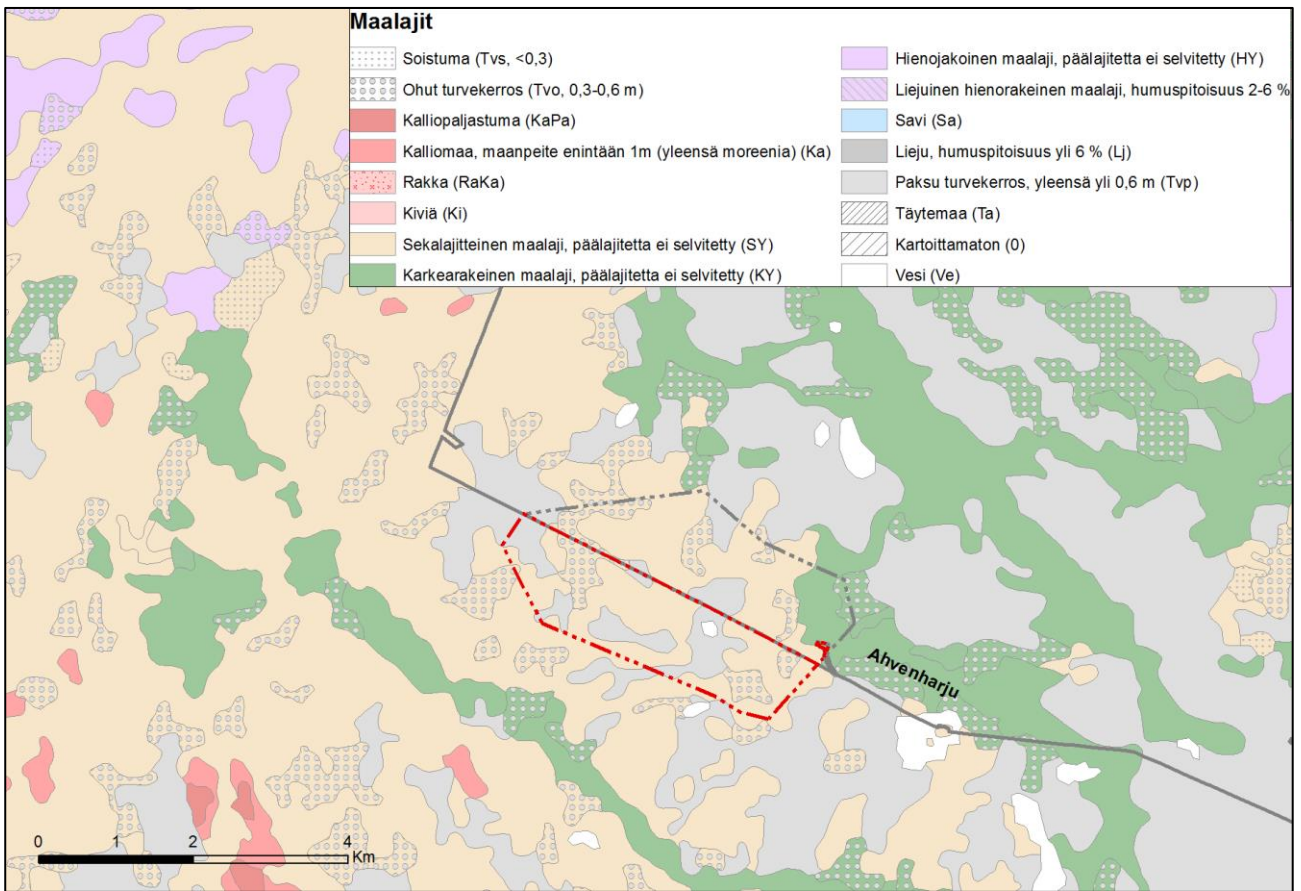 Maalajit
Soistuma (Tvs, <0,3)
Ohut turvekerros (Tvo, 0,3-0,6 m)
Kalliopaljastuma (KaPa)
Kalliomaa, maanpeite enintään 1m (yleensä moreenia) (Ka)
Rakka (RaKa)
Kiviä (Ki)
Sekalajitteinen maalaji, päälajitetta ei selvitetty (SY)
Karkearakeinen maalaji, päälajitetta ei selvitetty (KY)
Hienojakoinen maalaji, päälajitetta ei selvitetty (HY)
Liejuinen hienorakeinen maalaji, humuspitoisuus 2-6 %
Savi (Sa)
Lieju, humuspitoisuus yli 6 % (Lj)
Paksu turvekerros, yleensä yli 0,6 m (Tvp)
Täytemaa (Ta)
Kartoittamaton (0)
Vesi (Ve)
Ahvenharju
0 1 2 4
Km